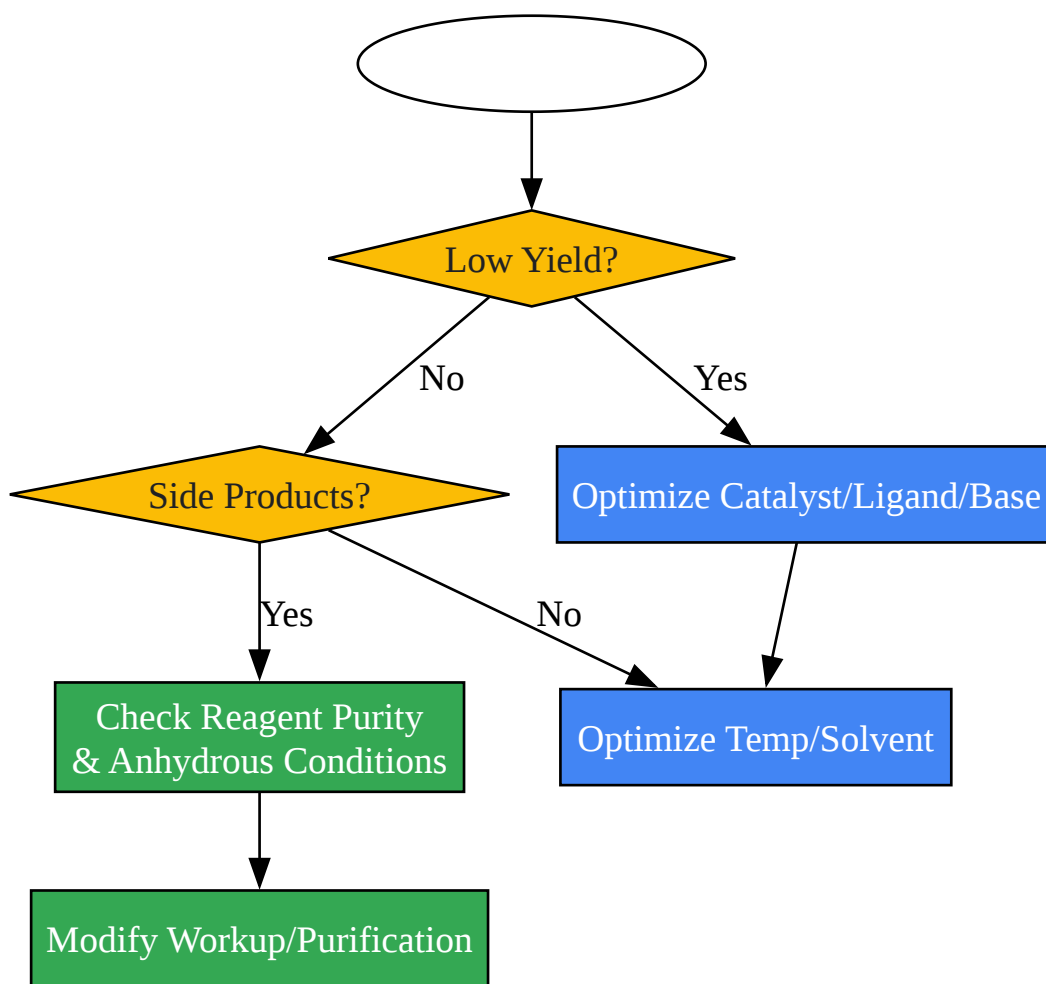 Low Yield?
No
Yes
Side Products?
Optimize Catalyst/Ligand/Base
Yes
No
Check Reagent Purity
& Anhydrous Conditions
Optimize Temp/Solvent
Modify Workup/Purification